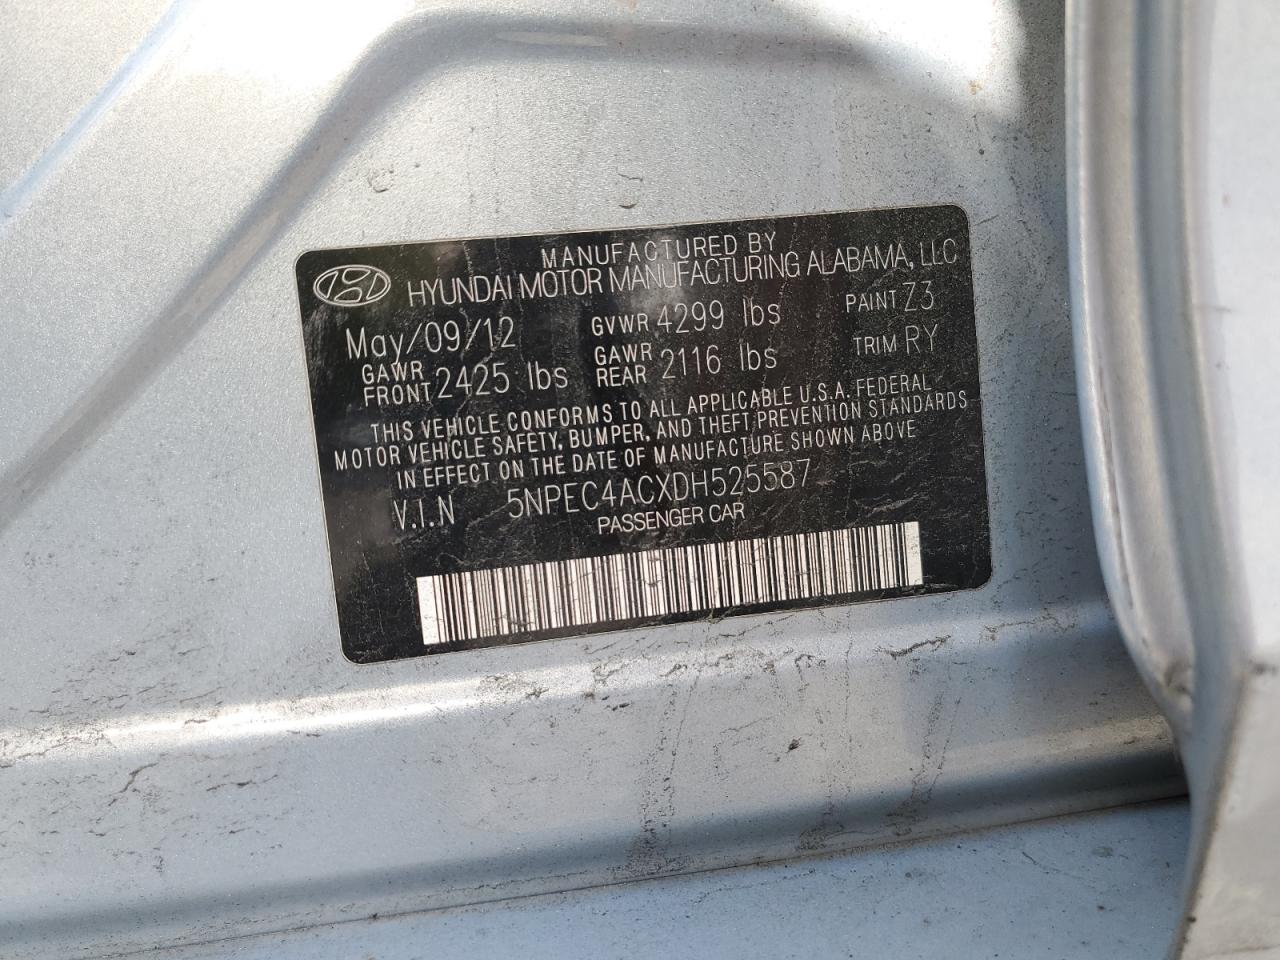 MANUFACTURED BY
HYUNDAI MOTOR MANUFACTURING ALABAMA, LLC
May/09/12 GVWR 4299 lbs PAINT Z3
GAWR FRONT 2425 lbs GAWR REAR 2116 lbs TRIM RY
THIS VEHICLE CONFORMS TO ALL APPLICABLE U.S.A. FEDERAL
MOTOR VEHICLE SAFETY, BUMPER, AND THEFT PREVENTION STANDARDS
IN EFFECT ON THE DATE OF MANUFACTURE SHOWN ABOVE
V.I.N 5NPEC4ACXDH525587
PASSENGER CAR